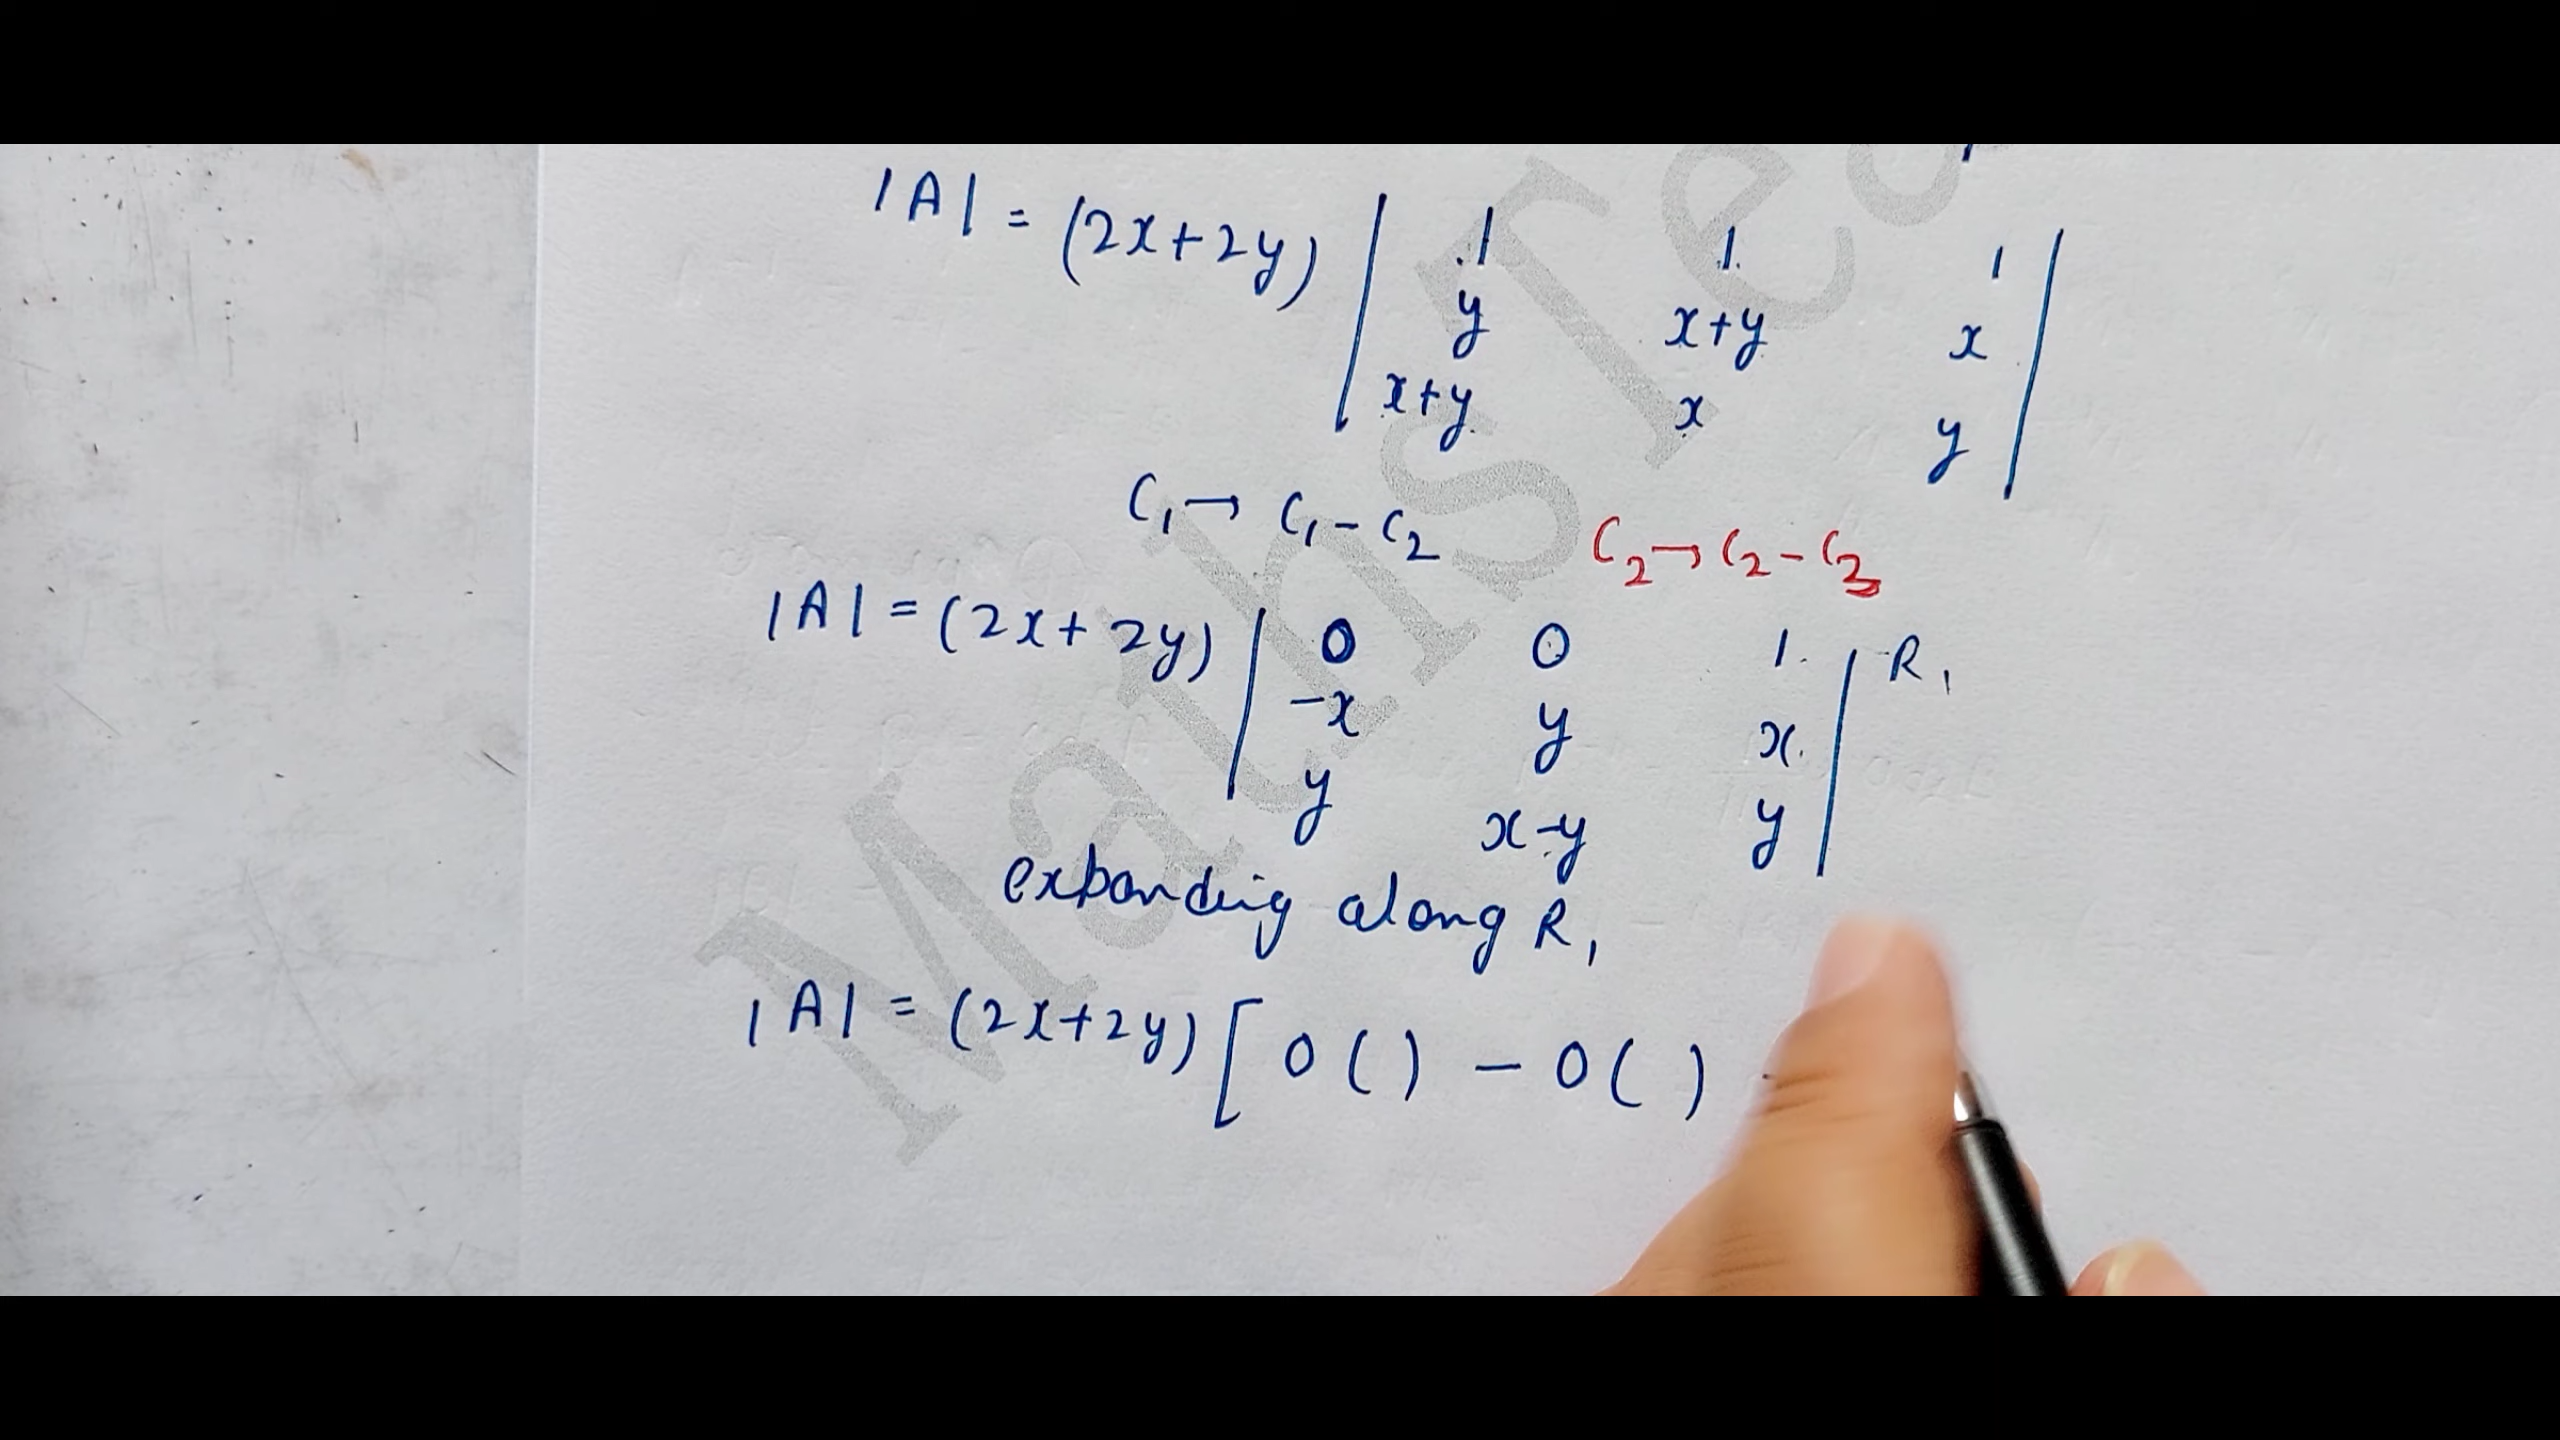 |A| = (2x+2y) | 1 1 1 |
y x+y x
x+y x y
C₁→ C₁-C₂ C₂→C₂-C₃
|A| = (2x+2y) | 0 0 1 | R₁
-x y x
y x-y y
expanding along R₁
|A| = (2x+2y) [ 0( ) - 0( )